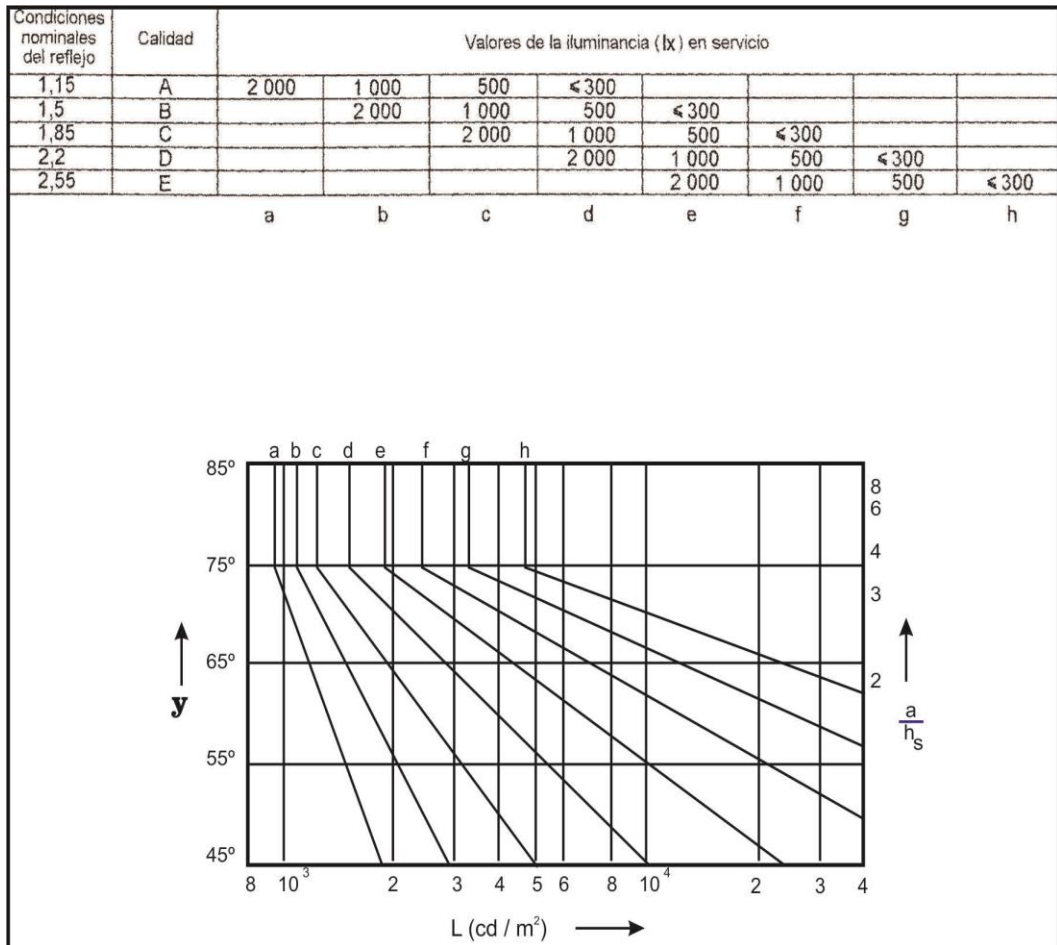 Condiciones nominales del reflejo Calidad Valores de la iluminancia (lx) en servicio
1,15 A 2 000 1 000 500 ≤ 300
1,5 B 2 000 1 000 500 ≤ 300
1,85 C 2 000 1 000 500 ≤ 300
2,2 D 2 000 1 000 500 ≤ 300
2,55 E 2 000 1 000 500 ≤ 300
a b c d e f g h
a b c d e f g h
85º 8
6
4
75º
3
65º
2
y
a
h_s
55º
45º
8 10³ 2 3 4 5 6 8 10⁴ 2 3 4
L (cd / m²)